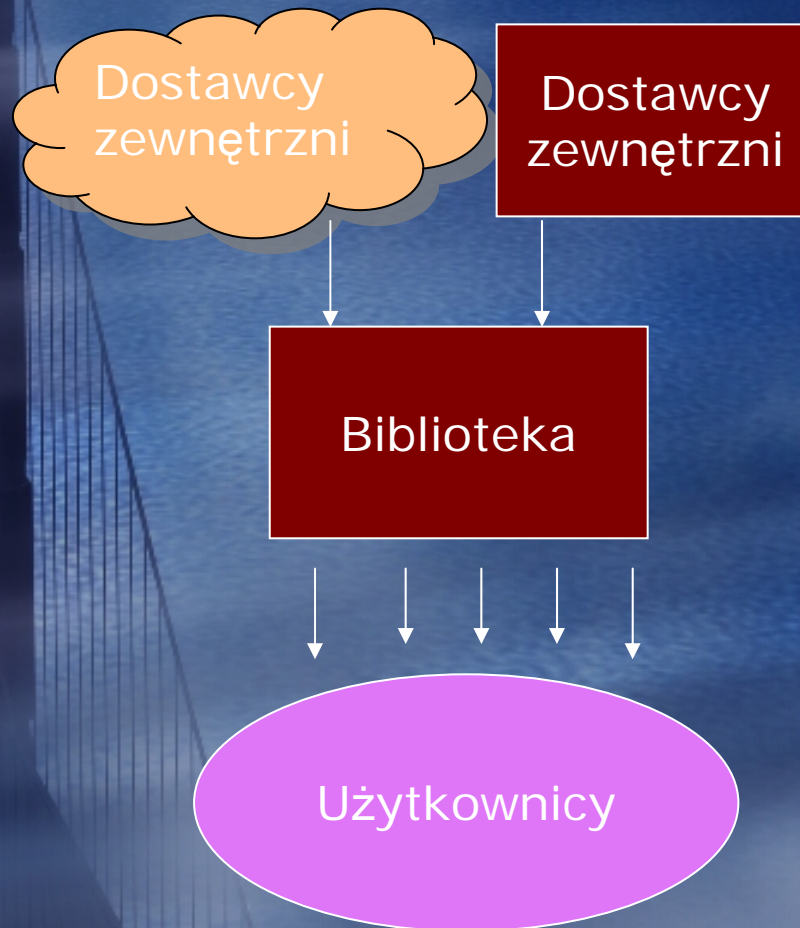 Dostawcy
zewnętrzni
Dostawcy
zewnętrzni
Biblioteka
Użytkownicy